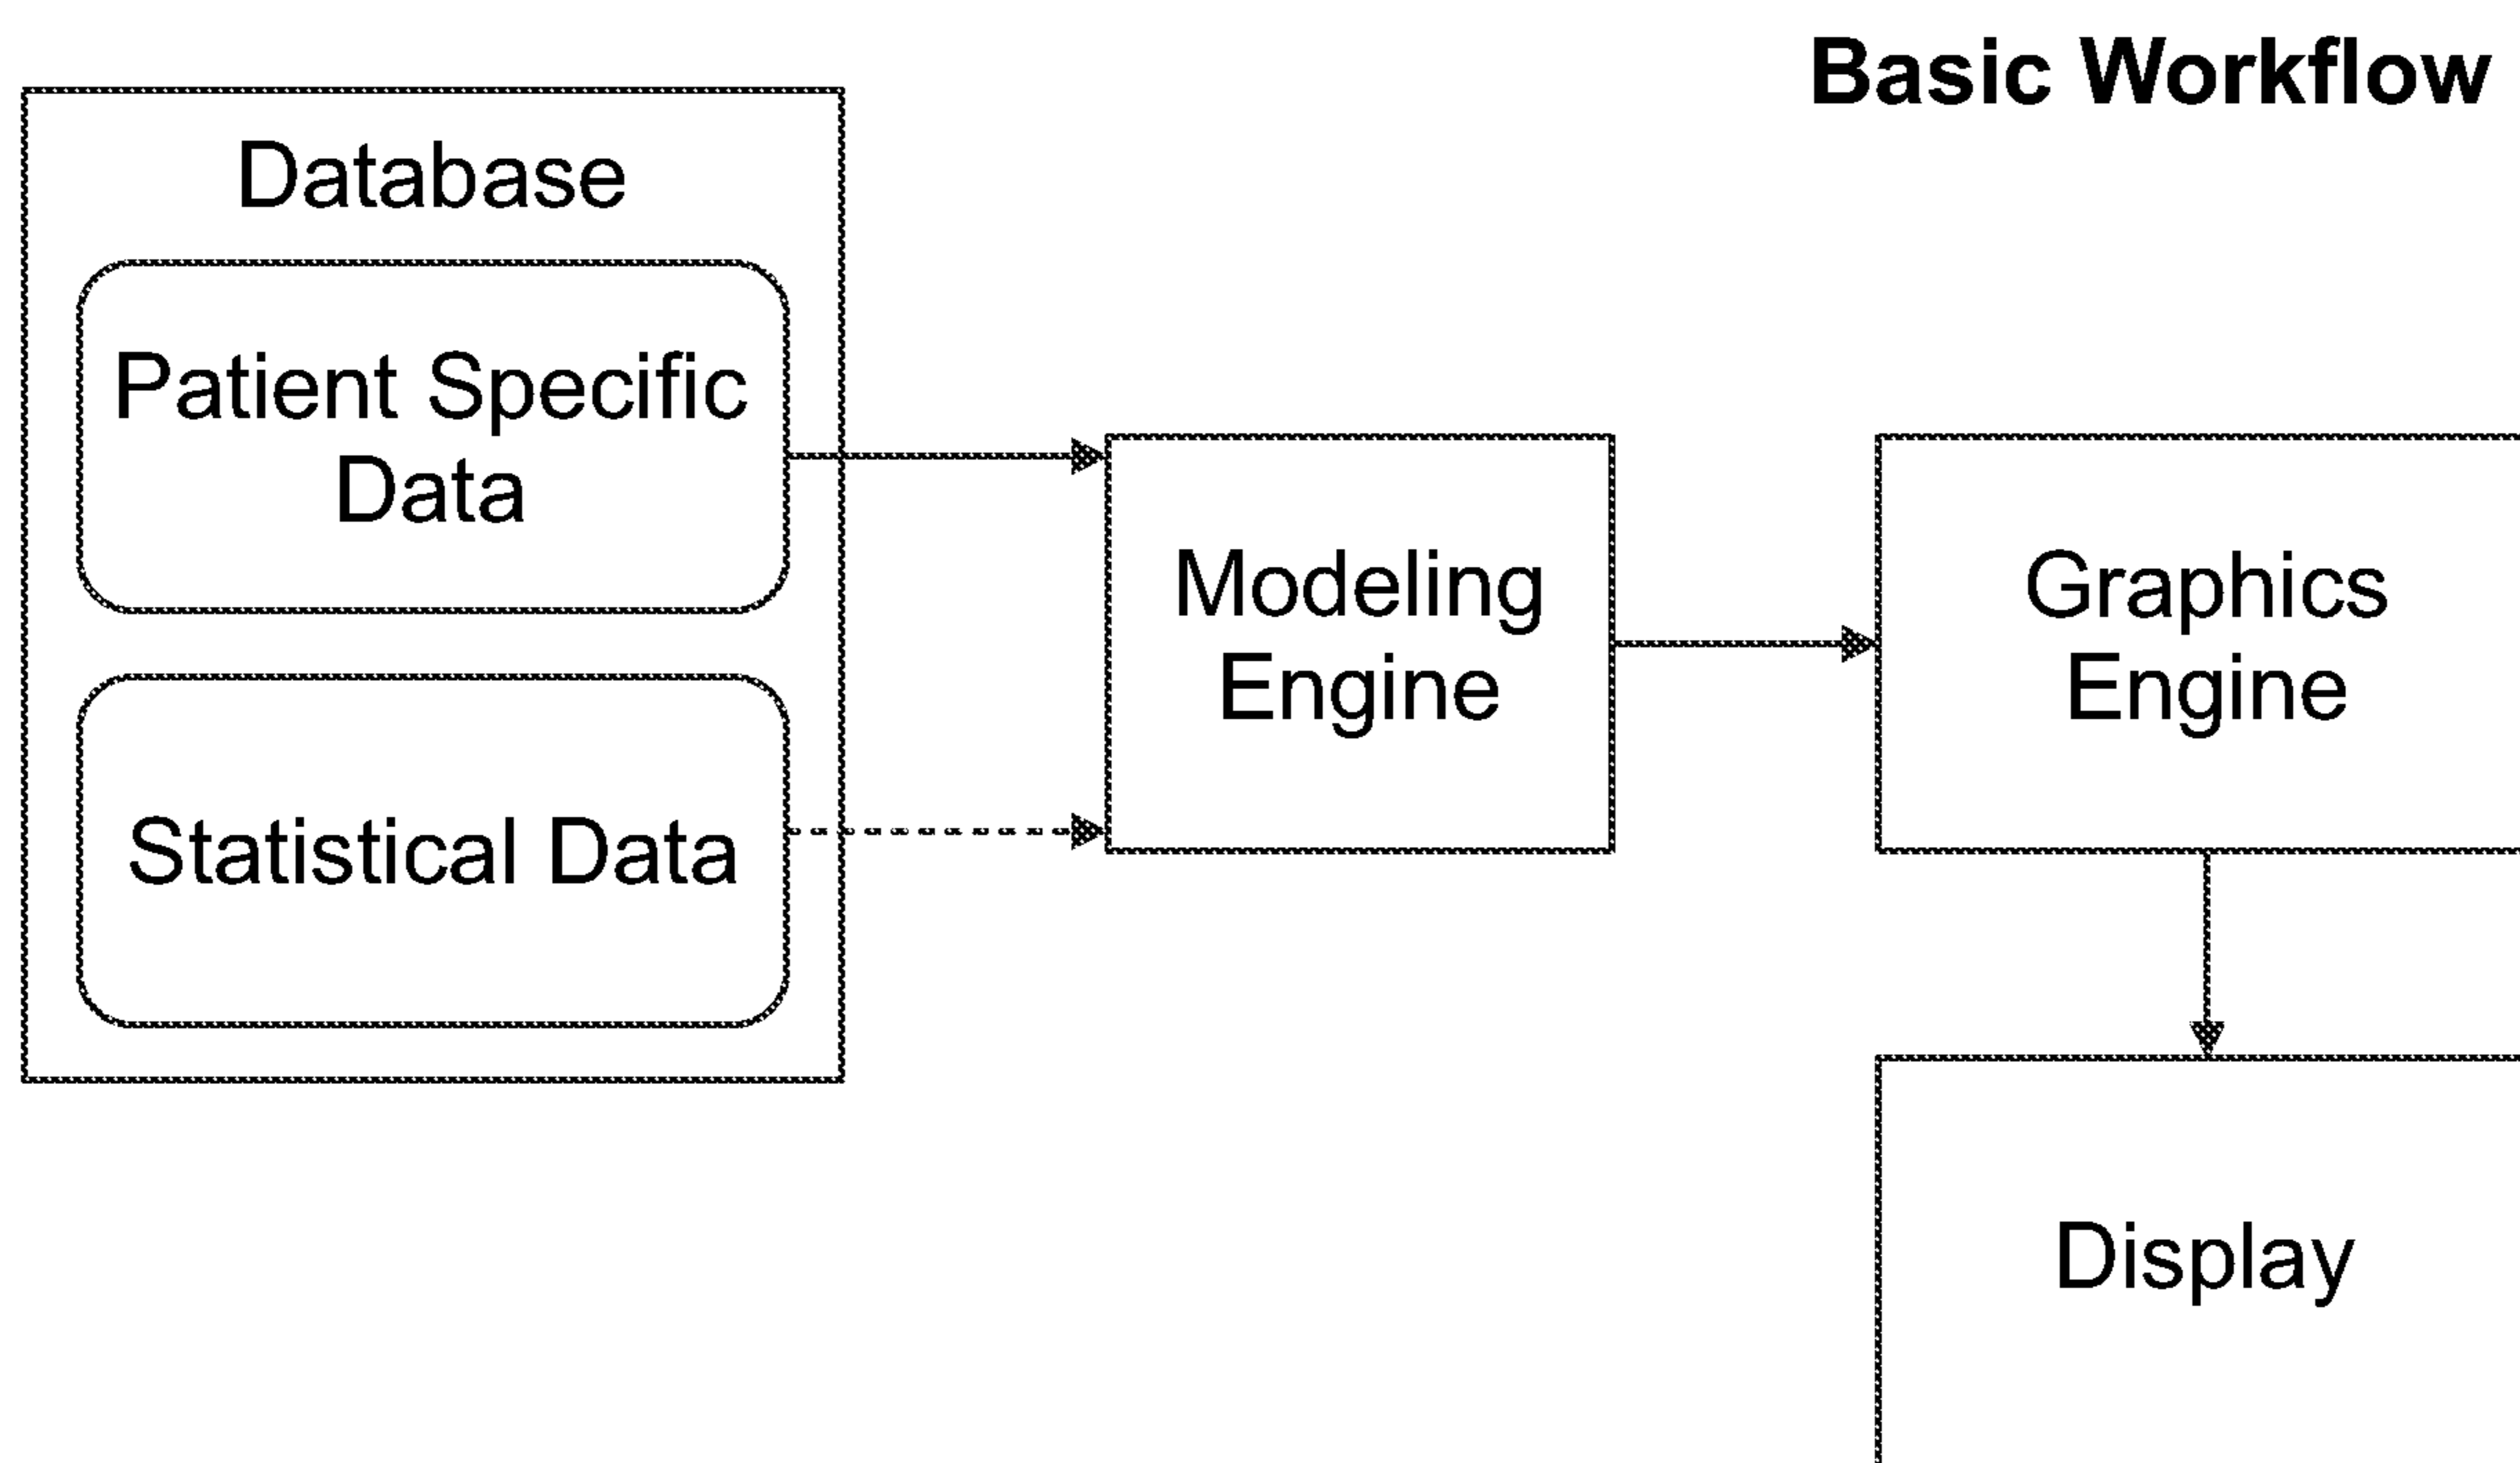 Basic Workflow
Database
Patient Specific
Data
Statistical Data
Modeling
Engine
Graphics
Engine
Display